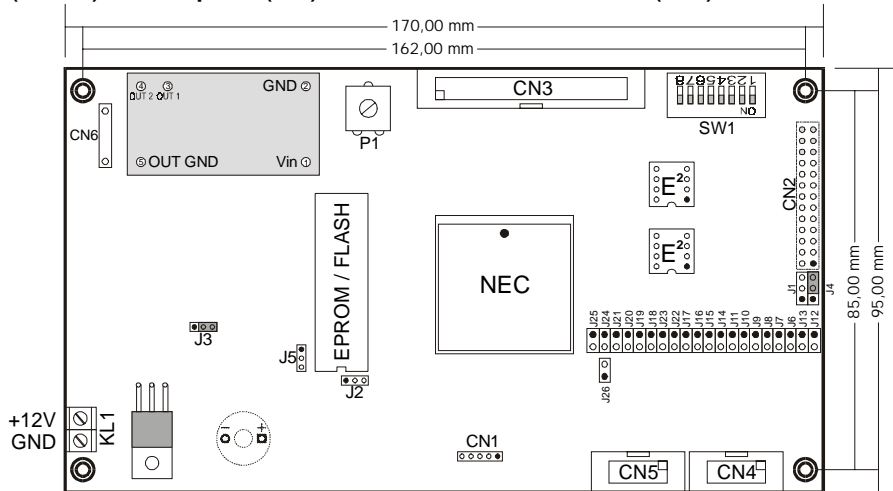 170,00 mm
162,00 mm
4 3 GND 2
OUT 2 OUT 1
CN6
5 OUT GND Vin 1
P1
CN3
12345678
ON
SW1
E²
E²
CN2
J1
J4
85,00 mm
95,00 mm
EPROM / FLASH
NEC
J25 J24 J21 J20 J19 J18 J23 J22 J17 J16 J15 J14 J11 J10 J9 J8 J7 J6 J13 J12
J26
J3
J5
J2
+12V
GND
KL1
- +
CN1
CN5
CN4